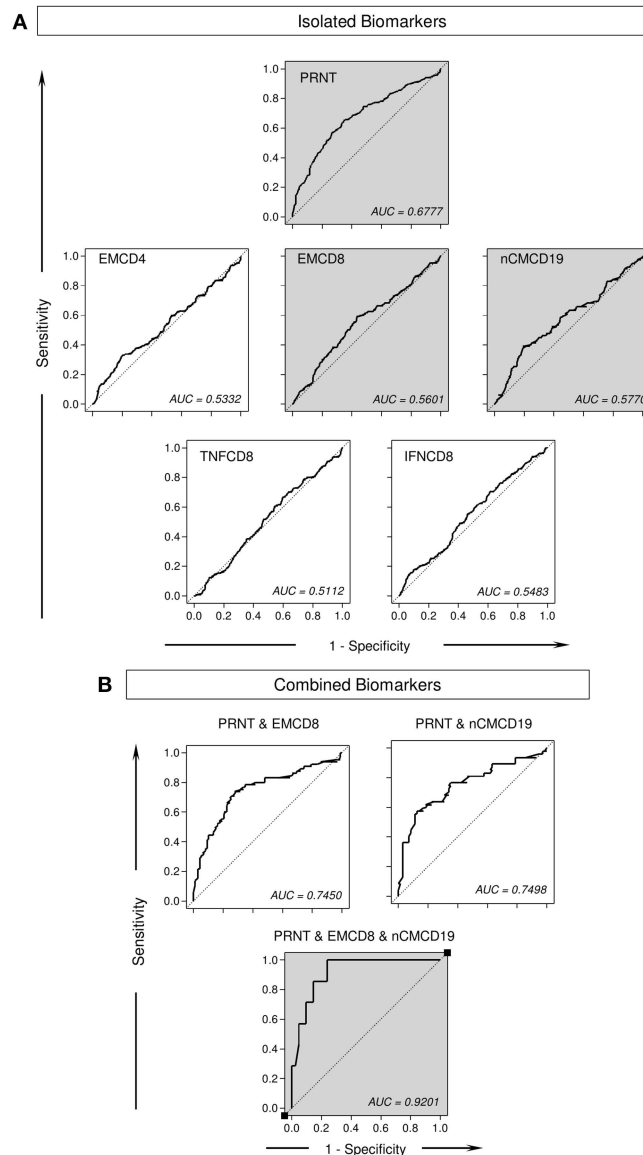 A
Isolated Biomarkers
Sensitivity
PRNT
1.0
0.8
0.6
0.4
0.2
0.0
AUC = 0.6777
EMCD4
1.0
0.8
0.6
0.4
0.2
0.0
AUC = 0.5332
EMCD8
AUC = 0.5601
nCMCD19
AUC = 0.5770
TNFCD8
1.0
0.8
0.6
0.4
0.2
0.0
AUC = 0.5112
0.0 0.2 0.4 0.6 0.8 1.0
IFNCD8
AUC = 0.5483
0.0 0.2 0.4 0.6 0.8 1.0
1 - Specificity
B
Combined Biomarkers
Sensitivity
PRNT & EMCD8
1.0
0.8
0.6
0.4
0.2
0.0
AUC = 0.7450
PRNT & nCMCD19
AUC = 0.7498
PRNT & EMCD8 & nCMCD19
1.0
0.8
0.6
0.4
0.2
0.0
AUC = 0.9201
0.0 0.2 0.4 0.6 0.8 1.0
1 - Specificity